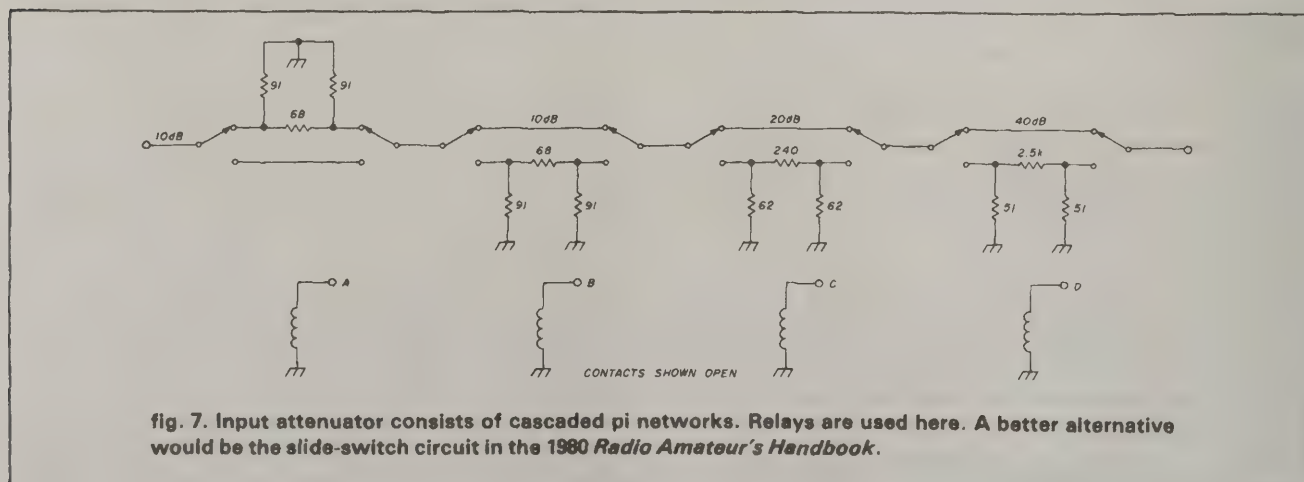 91
91
68
10dB
10dB
20dB
40dB
68
240
2.5k
91
91
62
62
51
51
A
B
C
D
CONTACTS SHOWN OPEN
fig. 7. Input attenuator consists of cascaded pi networks. Relays are used here. A better alternative
would be the slide-switch circuit in the 1980 Radio Amateur's Handbook.